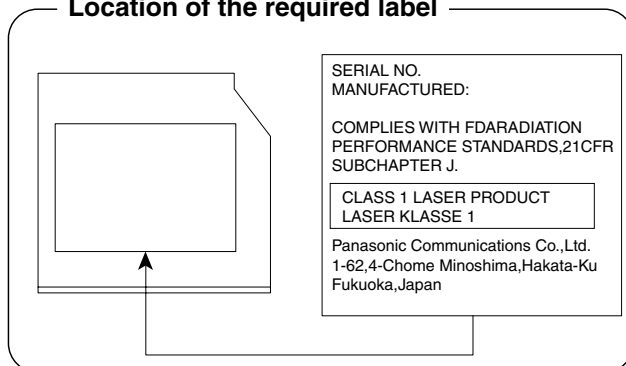 Location of the required label
SERIAL NO.
MANUFACTURED:
COMPLIES WITH FDARADIATION
PERFORMANCE STANDARDS,21CFR
SUBCHAPTER J.
CLASS 1 LASER PRODUCT
LASER KLASSE 1
Panasonic Communications Co.,Ltd.
1-62,4-Chome Minoshima,Hakata-Ku
Fukuoka,Japan